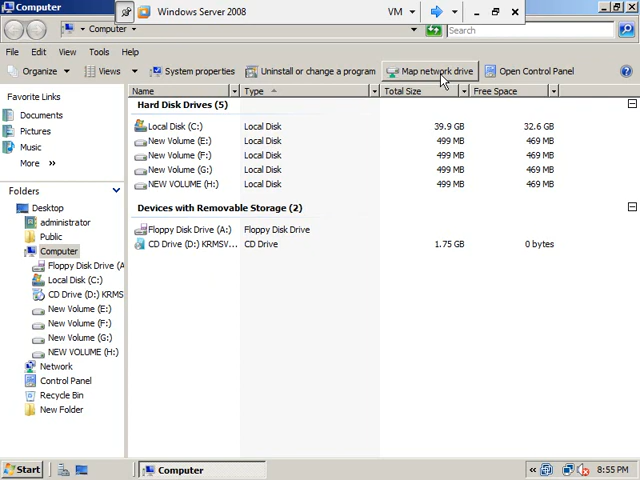 Computer
Windows Server 2008
VM
Computer
Search
File
Edit
View
Tools
Help
Organize
Views
System properties
Uninstall or change a program
Map network drive
Open Control Panel
Favorite Links
Documents
Pictures
Music
More »
Folders
Desktop
administrator
Public
Computer
Floppy Disk Drive (A
Local Disk (C:)
CD Drive (D:) KRMS
New Volume (E:)
New Volume (F:)
New Volume (G:)
NEW VOLUME (H:)
Network
Control Panel
Recycle Bin
New Folder
Name Type Total Size Free Space
Hard Disk Drives (5)
Local Disk (C:) Local Disk 39.9 GB 32.6 GB
New Volume (E:) Local Disk 499 MB 469 MB
New Volume (F:) Local Disk 499 MB 469 MB
New Volume (G:) Local Disk 499 MB 469 MB
NEW VOLUME (H:) Local Disk 499 MB 469 MB
Devices with Removable Storage (2)
Floppy Disk Drive (A:) Floppy Disk Drive
CD Drive (D:) KRMSV... CD Drive 1.75 GB 0 bytes
Start
Computer
« 8:55 PM